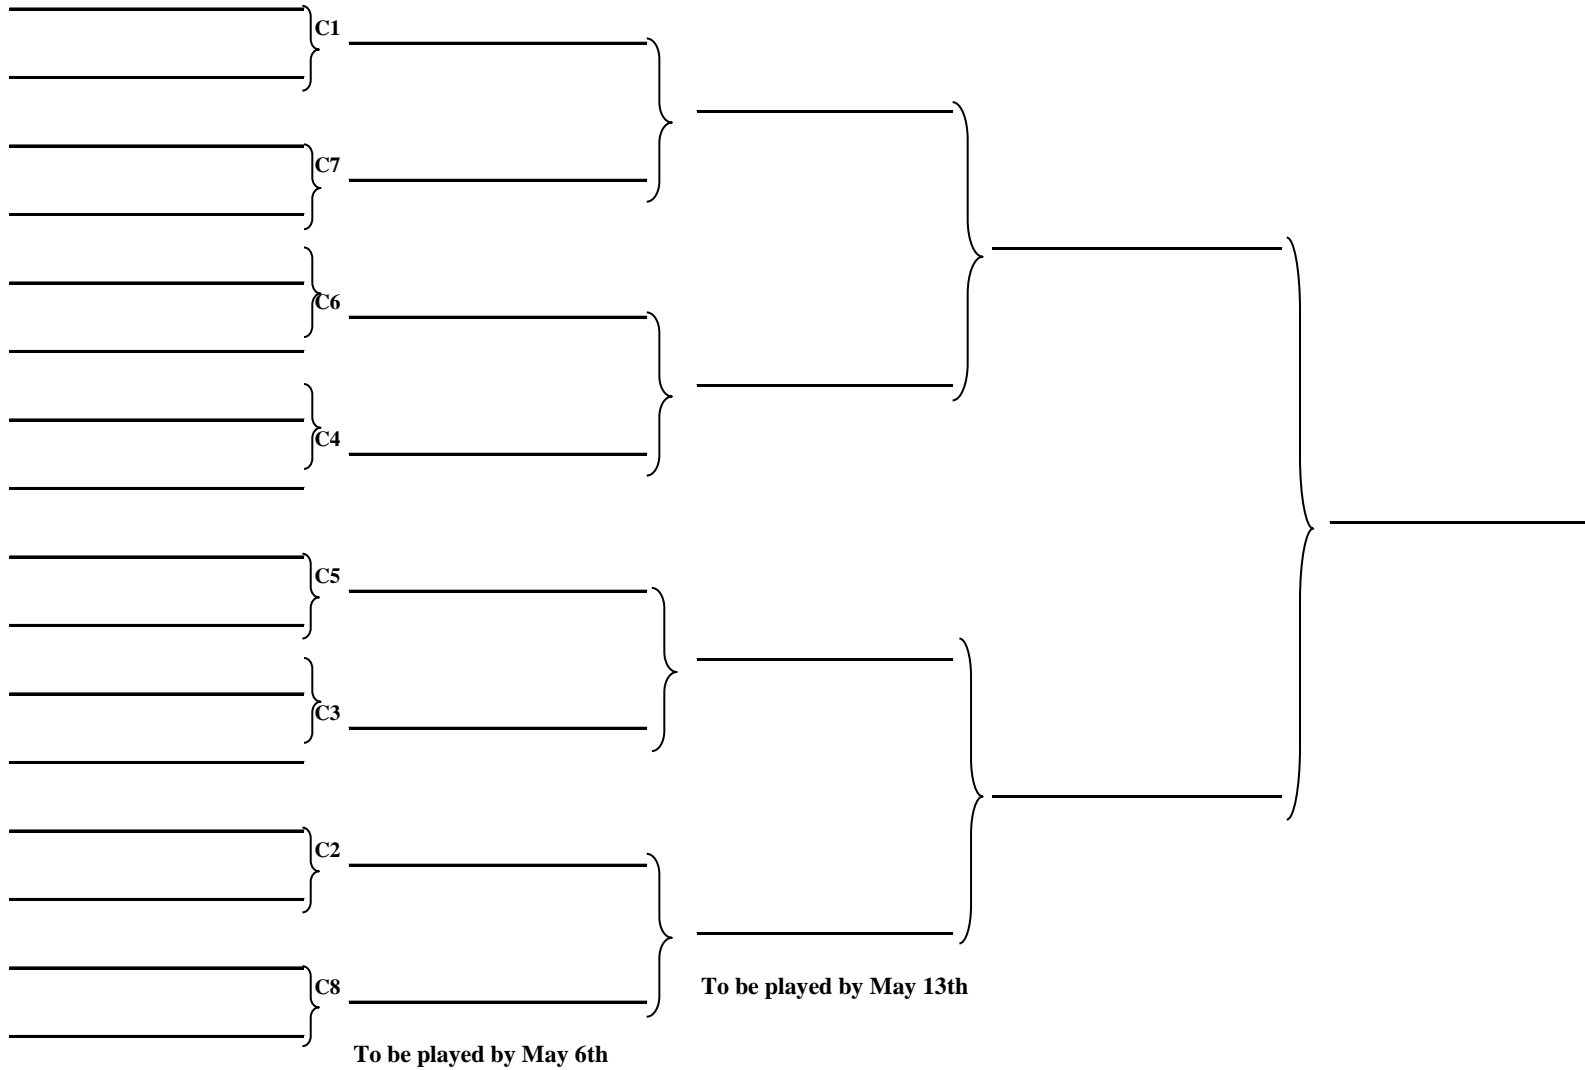 C1
C7
C6
C4
C5
C3
C2
C8
To be played by May 13th
To be played by May 6th